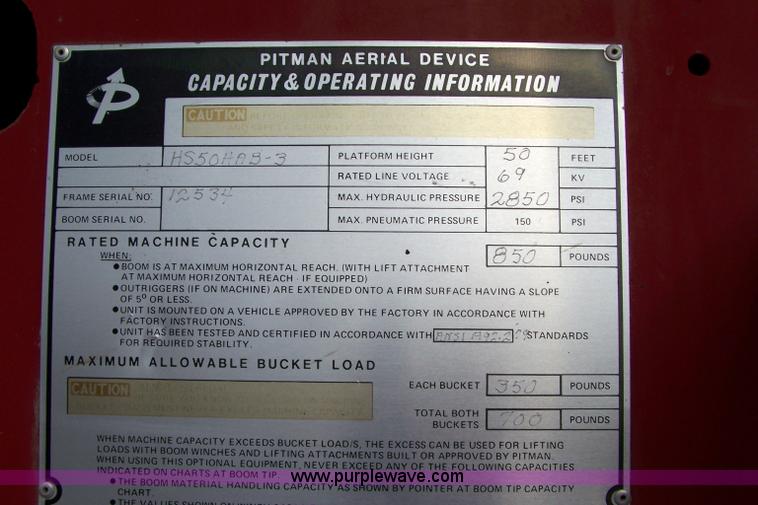 PITMAN AERIAL DEVICE
CAPACITY & OPERATING INFORMATION
CAUTION
MODEL HS50HAB-3 PLATFORM HEIGHT 50 FEET
RATED LINE VOLTAGE 69 KV
FRAME SERIAL NO. 12534 MAX. HYDRAULIC PRESSURE 2850 PSI
BOOM SERIAL NO. MAX. PNEUMATIC PRESSURE 150 PSI
RATED MACHINE CAPACITY 850 POUNDS
WHEN:
● BOOM IS AT MAXIMUM HORIZONTAL REACH. (WITH LIFT ATTACHMENT
AT MAXIMUM HORIZONTAL REACH - IF EQUIPPED)
● OUTRIGGERS (IF ON MACHINE) ARE EXTENDED ONTO A FIRM SURFACE HAVING A SLOPE
OF 5º OR LESS.
● UNIT IS MOUNTED ON A VEHICLE APPROVED BY THE FACTORY IN ACCORDANCE WITH
FACTORY INSTRUCTIONS.
● UNIT HAS BEEN TESTED AND CERTIFIED IN ACCORDANCE WITH ANSI A92.2 STANDARDS
FOR REQUIRED STABILITY.
MAXIMUM ALLOWABLE BUCKET LOAD
CAUTION
EACH BUCKET 350 POUNDS
TOTAL BOTH
BUCKETS 700 POUNDS
WHEN MACHINE CAPACITY EXCEEDS BUCKET LOAD/S, THE EXCESS CAN BE USED FOR LIFTING
LOADS WITH BOOM WINCHES AND LIFTING ATTACHMENTS BUILT OR APPROVED BY PITMAN.
WHEN USING THIS OPTIONAL EQUIPMENT, NEVER EXCEED ANY OF THE FOLLOWING CAPACITIES
INDICATED ON CHARTS AT BOOM TIP.
www.purplewave.com
● THE BOOM MATERIAL HANDLING CAPACITY AS SHOWN BY POINTER AT BOOM TIP CAPACITY
CHART.
● THE VALUES SHOWN ON WINCH